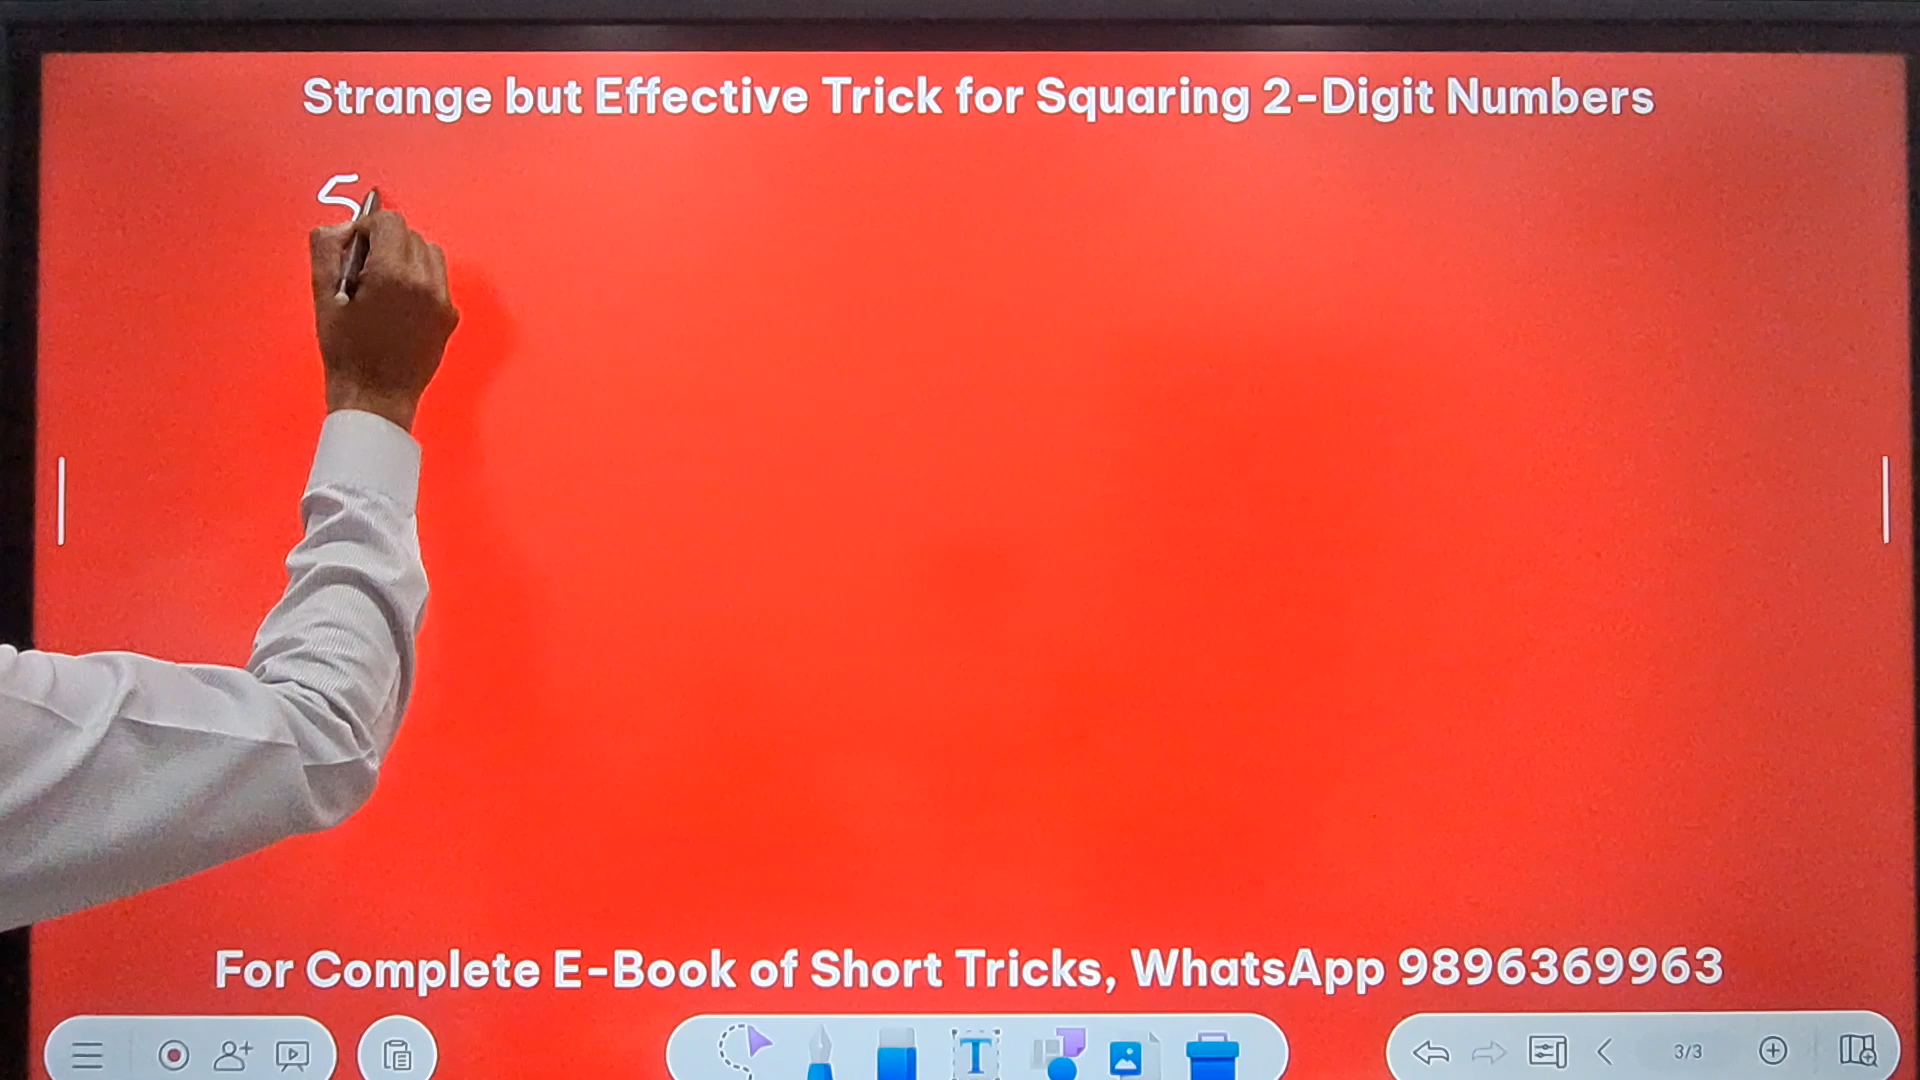 Strange but Effective Trick for Squaring 2-Digit Numbers
5
For Complete E-Book of Short Tricks, WhatsApp 9896369963
T
3/3